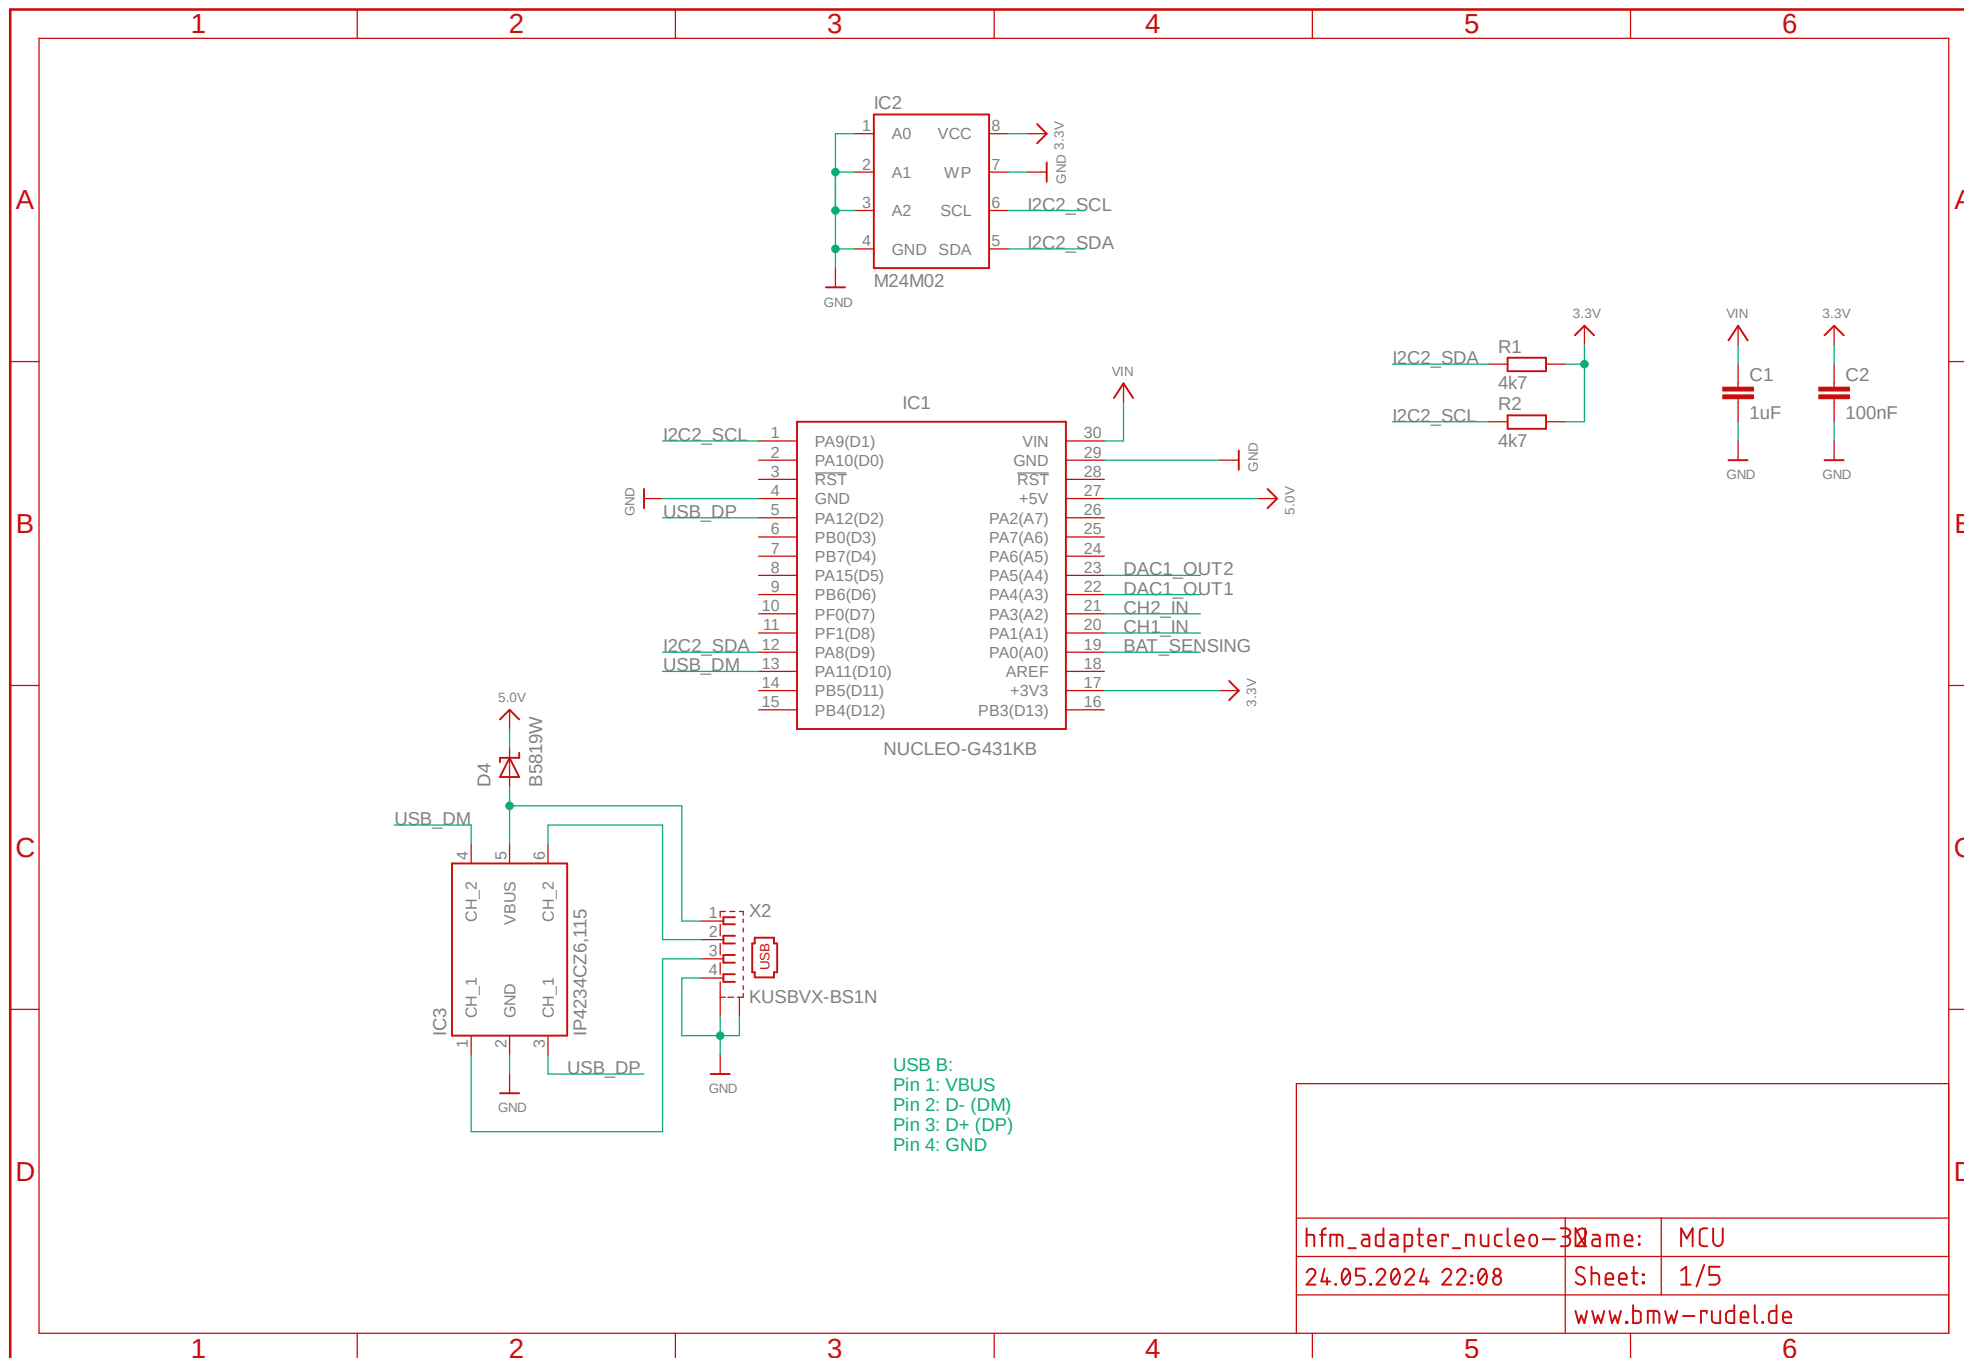 1 2 3 4 5 6
A
A
IC2
1 A0 VCC 8 3.3V
2 A1 WP 7 GND
3 A2 SCL 6 I2C2_SCL
4 GND SDA 5 I2C2_SDA
M24M02
GND
3.3V
I2C2_SDA R1
4k7
I2C2_SCL R2
4k7
VIN
C1
1uF
GND
3.3V
C2
100nF
GND
B
VIN
IC1
I2C2_SCL 1 PA9(D1) VIN 30
2 PA10(D0) GND 29 GND
3 RST RST 28
GND 4 GND +5V 27 5.0V
USB_DP 5 PA12(D2) PA2(A7) 26
6 PB0(D3) PA7(A6) 25
7 PB7(D4) PA6(A5) 24
8 PA15(D5) PA5(A4) 23 DAC1_OUT2
9 PB6(D6) PA4(A3) 22 DAC1_OUT1
10 PF0(D7) PA3(A2) 21 CH2_IN
11 PF1(D8) PA1(A1) 20 CH1_IN
I2C2_SDA 12 PA8(D9) PA0(A0) 19 BAT_SENSING
USB_DM 13 PA11(D10) AREF 18
14 PB5(D11) +3V3 17 3.3V
15 PB4(D12) PB3(D13) 16
NUCLEO-G431KB
C
5.0V
D4
B5819W
USB_DM
4 5 6
CH_2 VBUS CH_2
CH_1 GND CH_1
IC3
IP4234CZ6,115
1 2 3
USB_DP
GND
1 X2
2
3
4
USB
KUSBVX-BS1N
GND
USB B:
Pin 1: VBUS
Pin 2: D- (DM)
Pin 3: D+ (DP)
Pin 4: GND
D
Name: MCU
24.05.2024 22:08 Sheet: 1/5
www.bmw-rudel.de
1 2 3 4 5 6